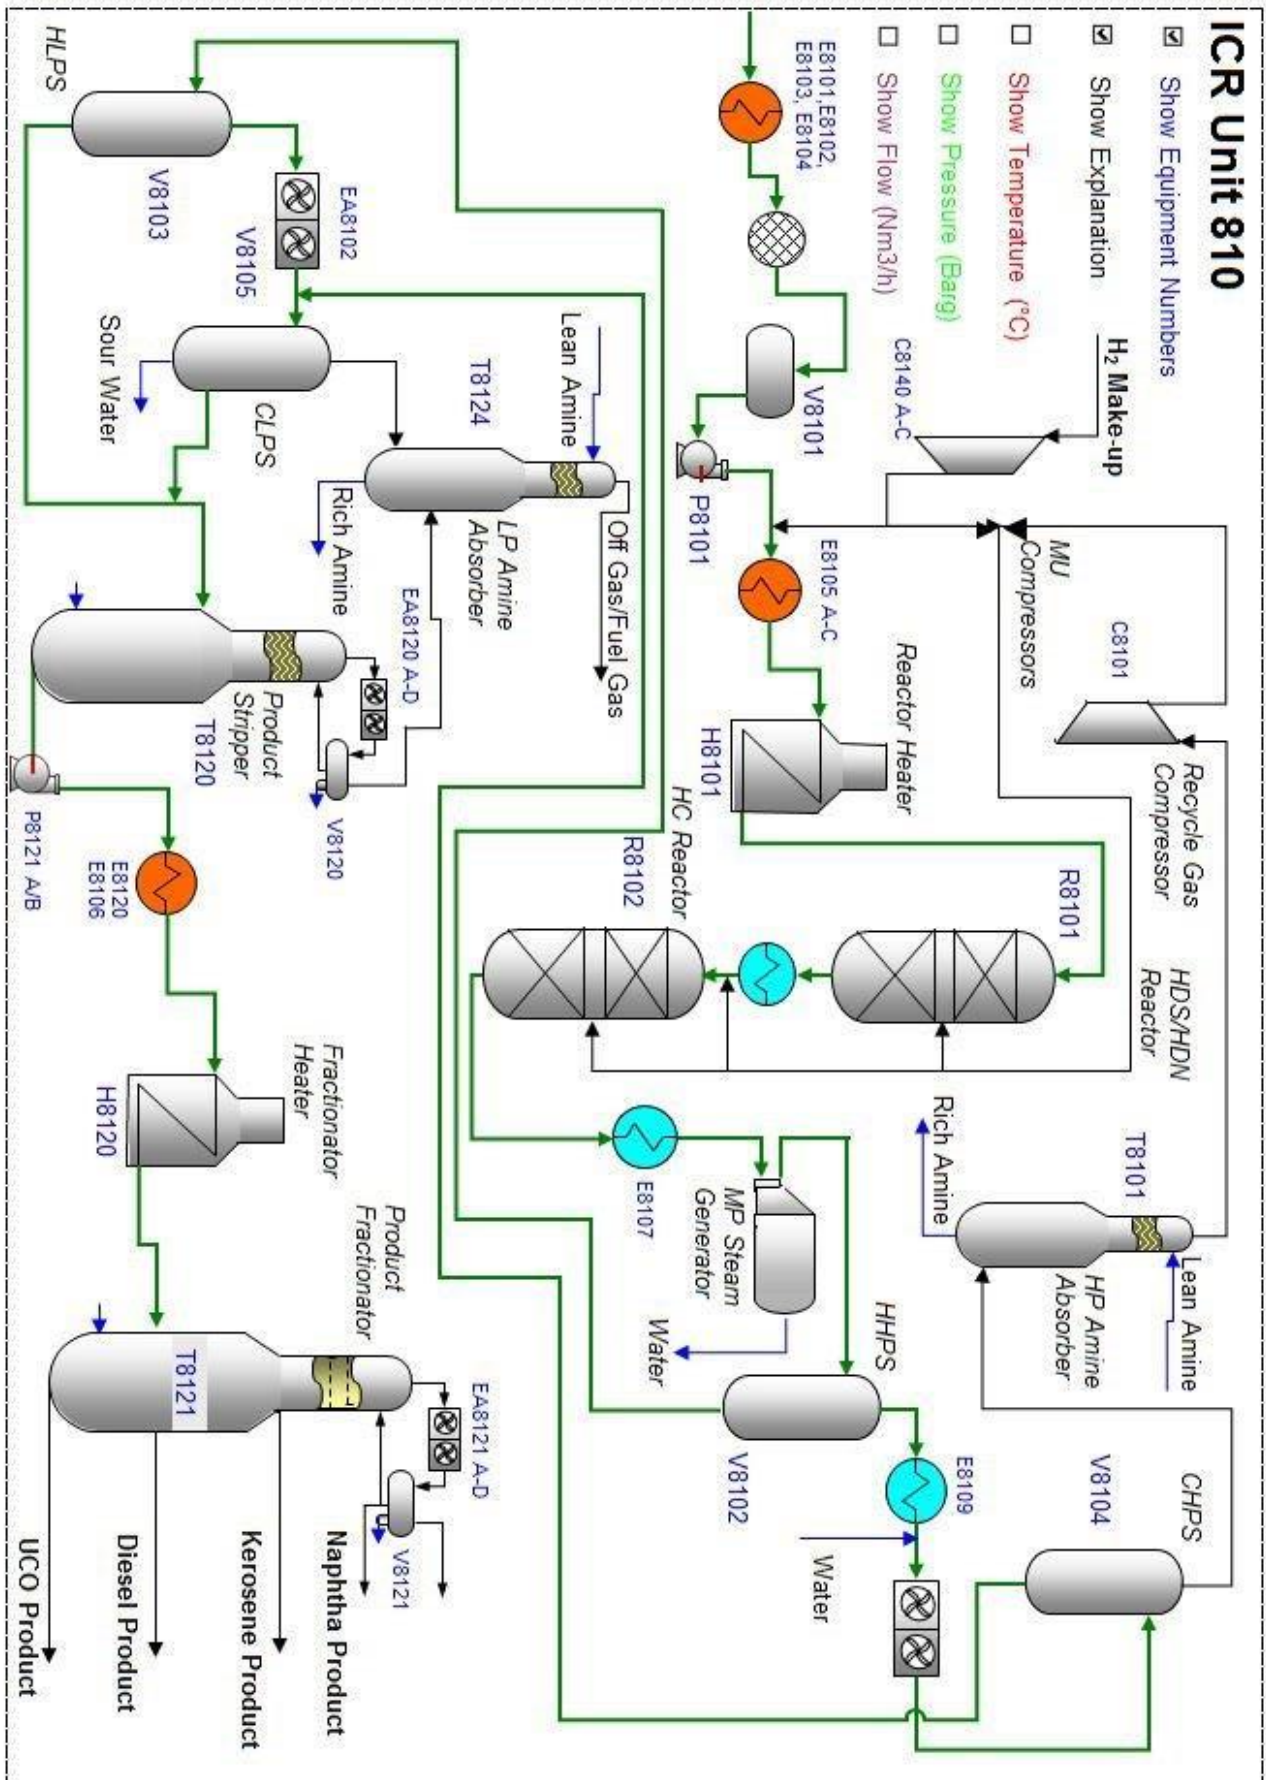 ICR Unit 810
Show Equipment Numbers
Show Explanation
Show Temperature (°C)
Show Pressure (Barg)
Show Flow (Nm3/h)
H2 Make-up
C8140 A-C
MU
Compressors
C8101
Recycle Gas
Compressor
HDS/HDN
Reactor
R8101
T8101
Lean Amine
HP Amine
Absorber
Rich Amine
CHPS
V8104
E8101,E8102,
E8103, E8104
V8101
P8101
E8105 A-C
Reactor Heater
H8101
HC Reactor
R8102
E8107
MP Steam
Generator
Water
HHPS
V8102
E8109
Water
Lean Amine
T8124
LP Amine
Absorber
Off Gas/Fuel Gas
Rich Amine
HLPS
V8103
EA8102
V8105
CLPS
Sour Water
EA8120 A-D
V8120
Product
Stripper
T8120
P8121 A/B
E8120
E8106
Fractionator
Heater
H8120
Product
Fractionator
T8121
EA8121 A-D
V8121
Naphtha Product
Kerosene Product
Diesel Product
UCO Product